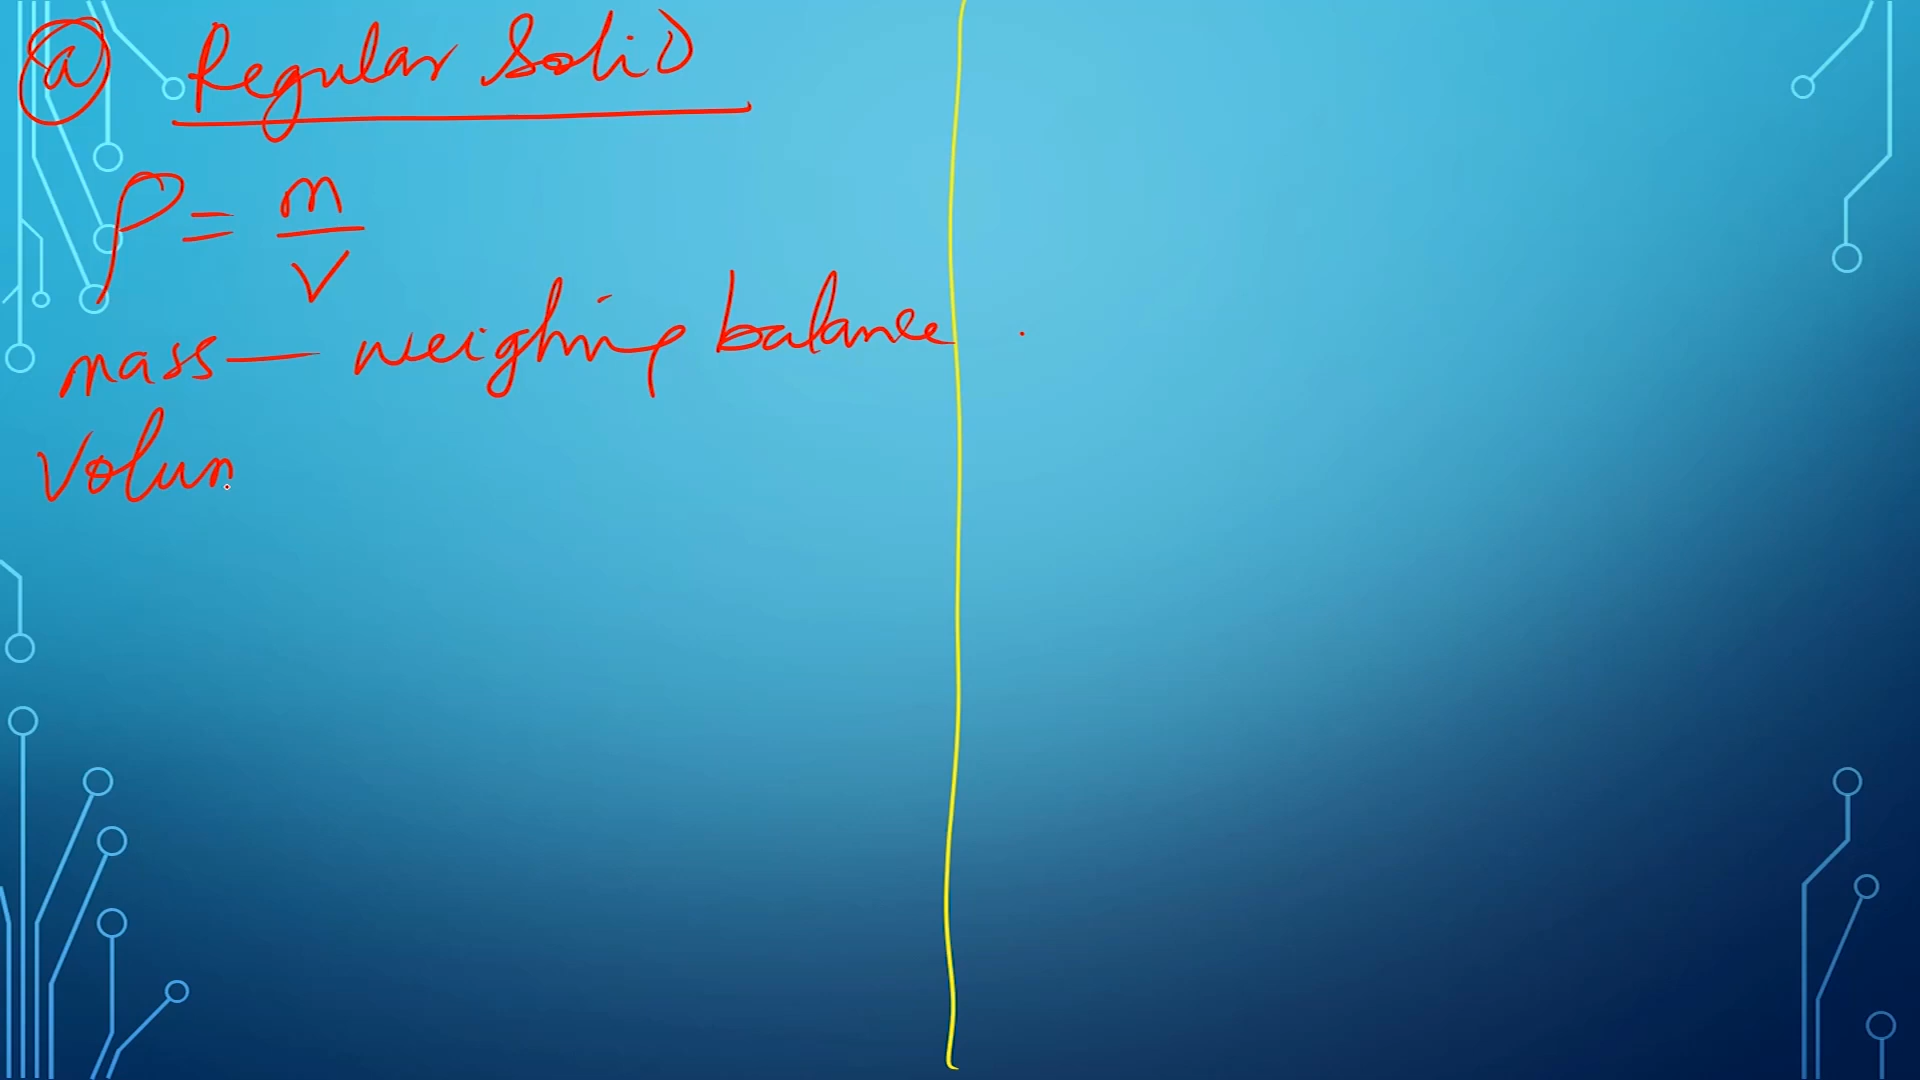 a Regular Solid
ρ = m/V
mass — weighing balance
Volum